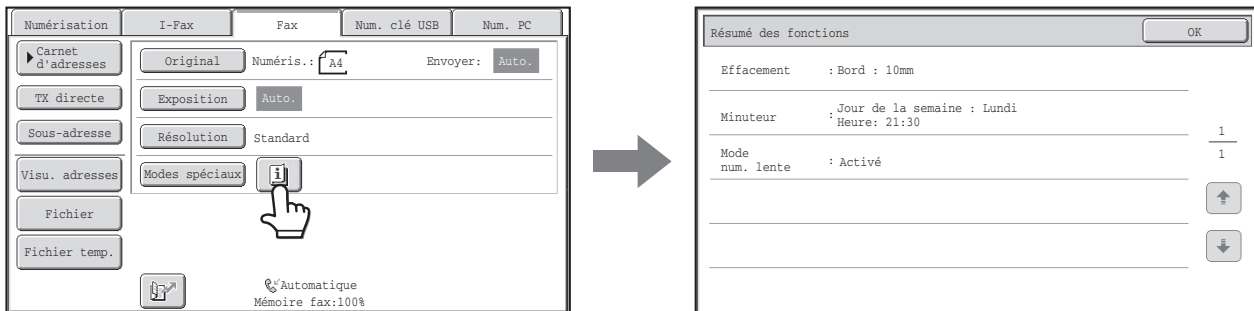 Numérisation
I-Fax
Fax
Num. clé USB
Num. PC
Carnet
d'adresses
Original
Numéris.:
A4
Envoyer:
Auto.
TX directe
Exposition
Auto.
Sous-adresse
Résolution
Standard
Visu. adresses
Modes spéciaux
Fichier
Fichier temp.
Automatique
Mémoire fax:100%
Résumé des fonctions
OK
Effacement : Bord : 10mm
Minuteur : Jour de la semaine : Lundi
Heure: 21:30
Mode
num. lente : Activé
1
1